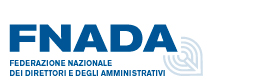 FNADA
FEDERAZIONE NAZIONALE
DEI DIRETTORI E DEGLI AMMINISTRATIVI